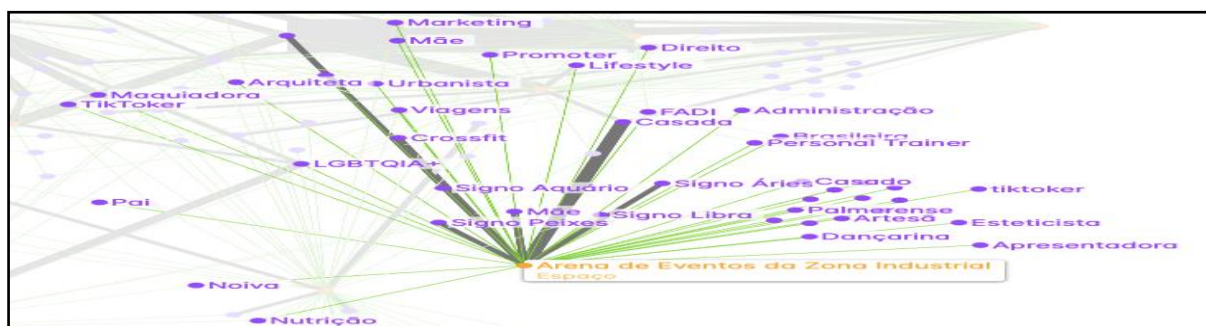 Marketing
Mãe
Direito
Promoter
Lifestyle
Arquiteta
Urbanista
Maquiadora
TikToker
Viagens
FADI
Administração
Casada
Crossfit
Brasileira
Personal Trainer
LGBTQIA+
Signo Aquário
Signo Áries
Casado
tiktoker
Pai
Mãe
Signo Libra
Palmerense
Signo Peixes
Artesã
Esteticista
Dançarina
Apresentadora
Arena de Eventos da Zona Industrial
Espaço
Noiva
Nutrição